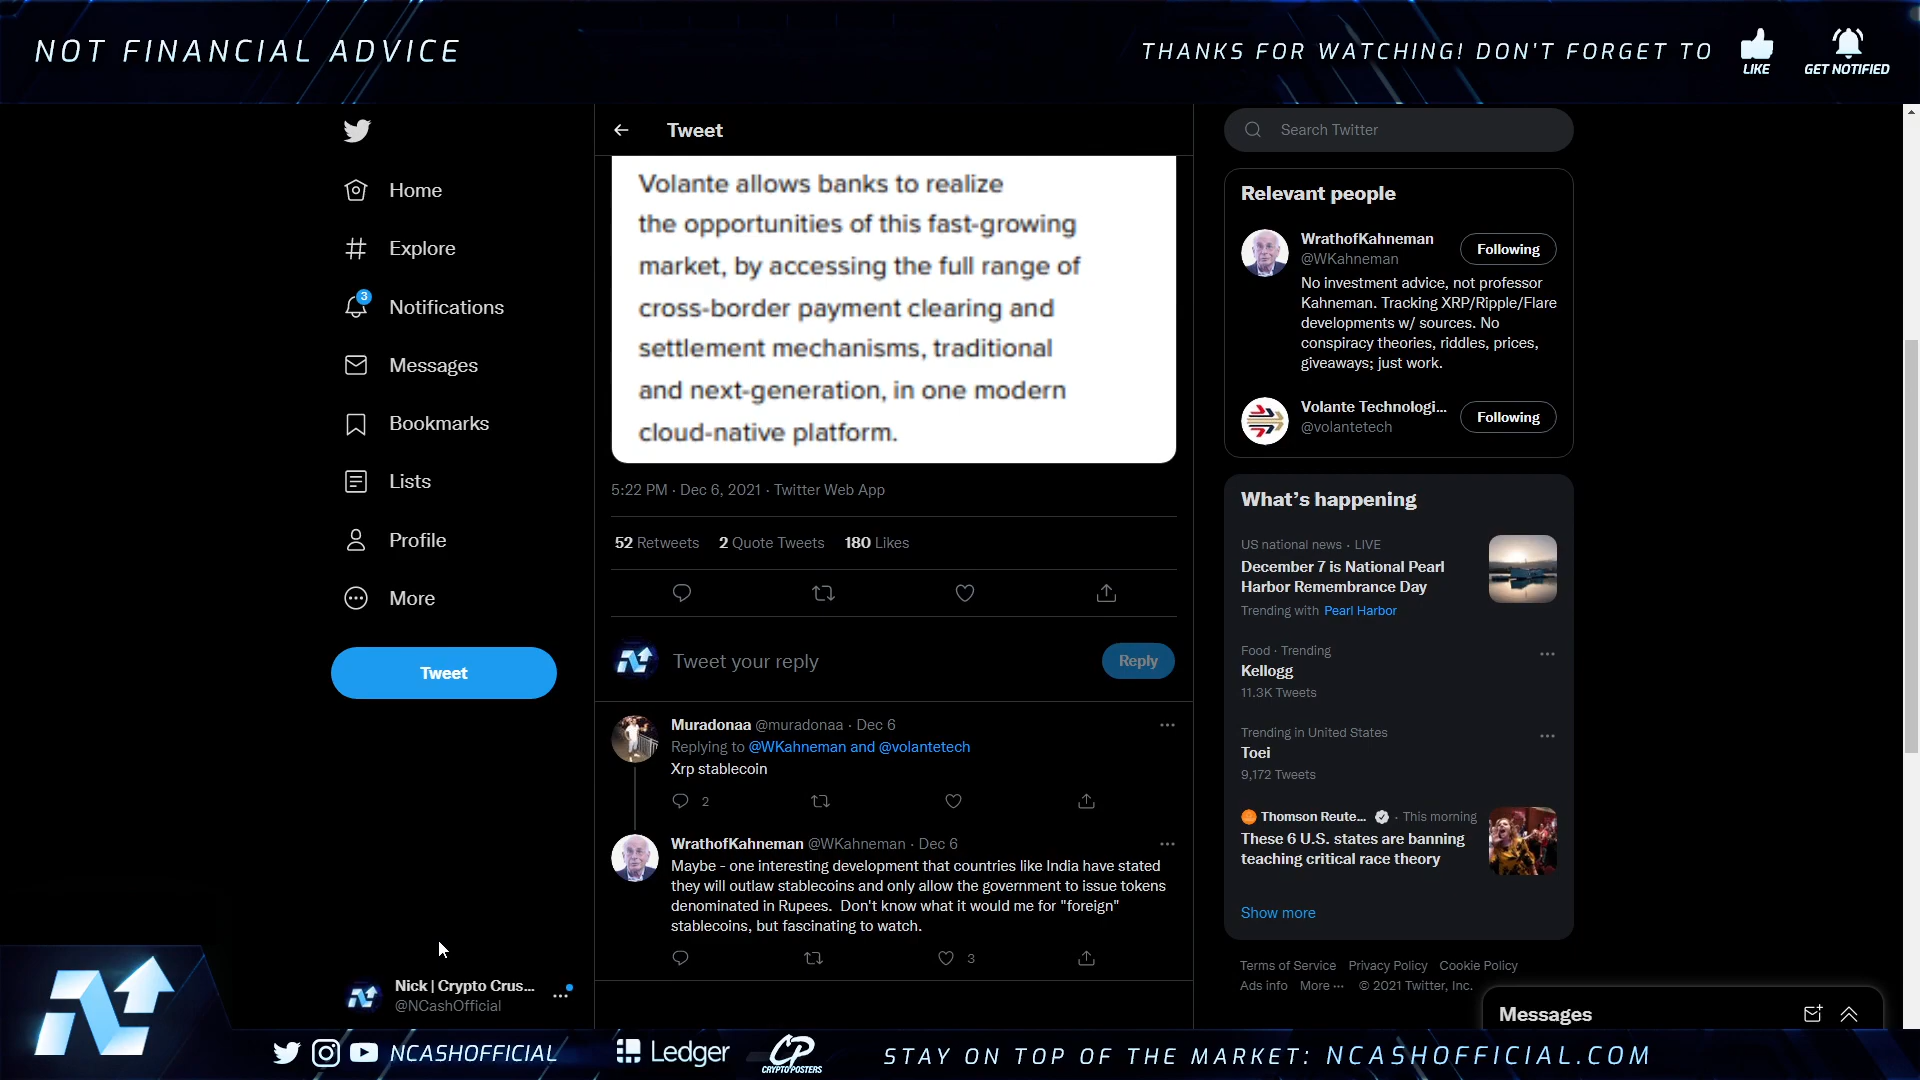 NOT FINANCIAL ADVICE
THANKS FOR WATCHING! DON'T FORGET TO
LIKE
GET NOTIFIED
Home
Explore
3
Notifications
Messages
Bookmarks
Lists
Profile
More
Tweet
Nick | Crypto Crus...
@NCashOfficial
Tweet
Volante allows banks to realize
the opportunities of this fast-growing
market, by accessing the full range of
cross-border payment clearing and
settlement mechanisms, traditional
and next-generation, in one modern
cloud-native platform.
5:22 PM · Dec 6, 2021 · Twitter Web App
52 Retweets 2 Quote Tweets 180 Likes
Tweet your reply
Reply
Muradonaa @muradonaa · Dec 6
Replying to @WKahneman and @volantetech
Xrp stablecoin
2
WrathofKahneman @WKahneman · Dec 6
Maybe - one interesting development that countries like India have stated
they will outlaw stablecoins and only allow the government to issue tokens
denominated in Rupees. Don't know what it would me for "foreign"
stablecoins, but fascinating to watch.
3
Search Twitter
Relevant people
WrathofKahneman
@WKahneman
Following
No investment advice, not professor
Kahneman. Tracking XRP/Ripple/Flare
developments w/ sources. No
conspiracy theories, riddles, prices,
giveaways; just work.
Volante Technologi...
@volantetech
Following
What's happening
US national news · LIVE
December 7 is National Pearl
Harbor Remembrance Day
Trending with Pearl Harbor
Food · Trending
Kellogg
11.3K Tweets
Trending in United States
Toei
9,172 Tweets
Thomson Reute... · This morning
These 6 U.S. states are banning
teaching critical race theory
Show more
Terms of Service Privacy Policy Cookie Policy
Ads info More ··· © 2021 Twitter, Inc.
Messages
NCASHOFFICIAL
Ledger
CP
CRYPTOPOSTERS
STAY ON TOP OF THE MARKET: NCASHOFFICIAL.COM